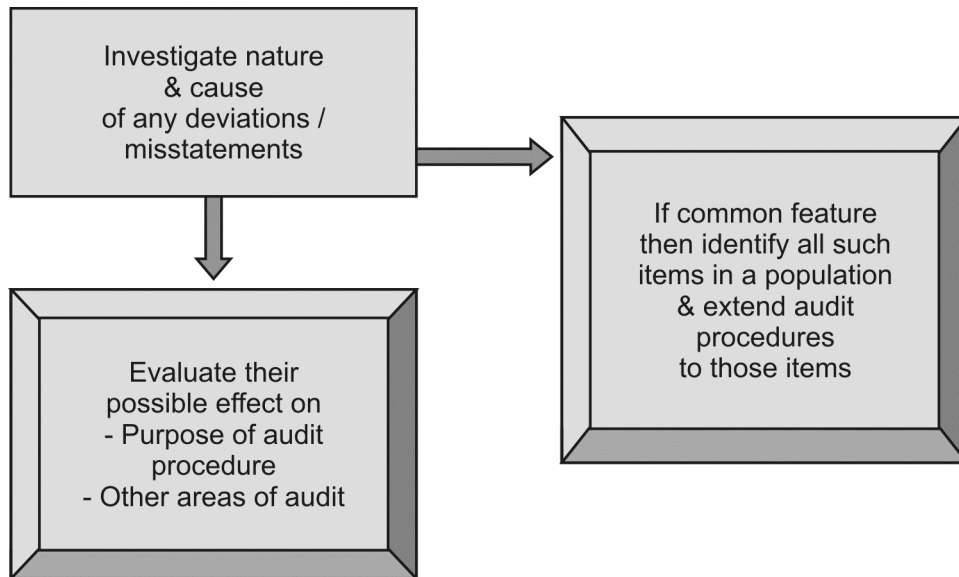 Investigate nature
& cause
of any deviations /
misstatements
If common feature
then identify all such
items in a population
& extend audit
procedures
to those items
Evaluate their
possible effect on
- Purpose of audit
procedure
- Other areas of audit